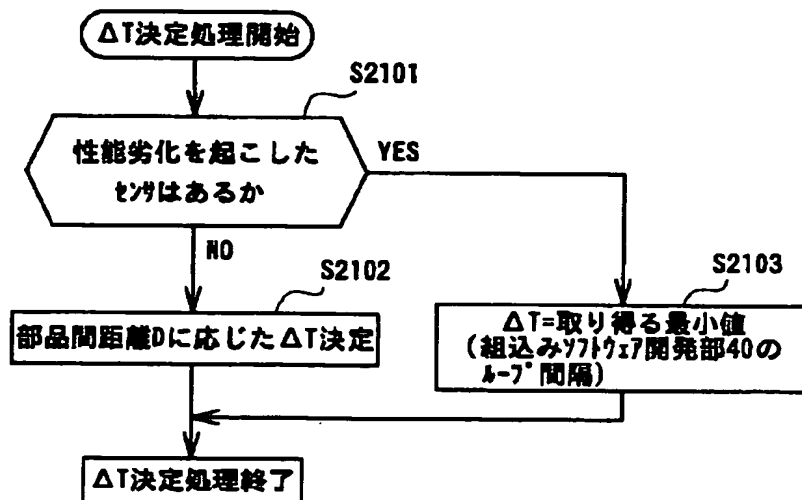 ΔT決定処理開始
S2101
性能劣化を起こした
ｾﾝｻはあるか
YES
NO
S2102
部品間距離Dに応じたΔT決定
S2103
ΔT=取り得る最小値
(組込みｿﾌﾄｳｪｱ開発部40の
ﾙｰﾌﾟ間隔)
ΔT決定処理終了